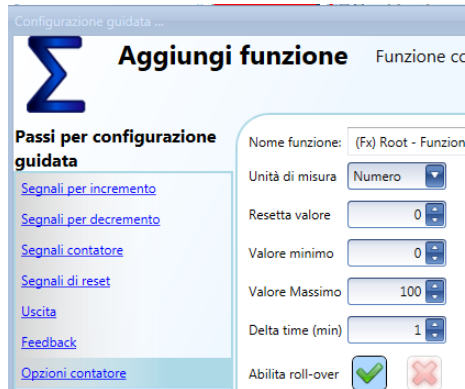 Configurazione guidata ...
Aggiungi funzione
Funzione co
Passi per configurazione
guidata
Segnali per incremento
Segnali per decremento
Segnali contatore
Segnali di reset
Uscita
Feedback
Opzioni contatore
Nome funzione: (Fx) Root - Funzion
Unità di misura Numero
Resetta valore 0
Valore minimo 0
Valore Massimo 100
Delta time (min) 1
Abilita roll-over